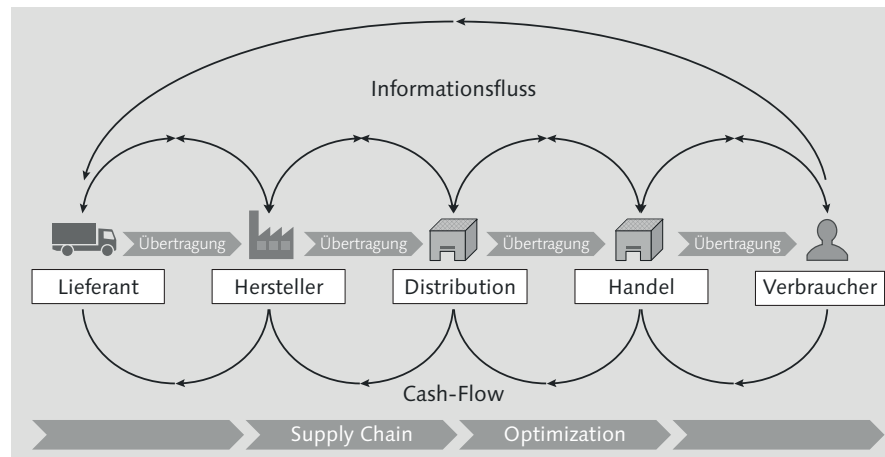 Informationsfluss
Übertragung
Übertragung
Übertragung
Übertragung
Lieferant
Hersteller
Distribution
Handel
Verbraucher
Cash-Flow
Supply Chain
Optimization